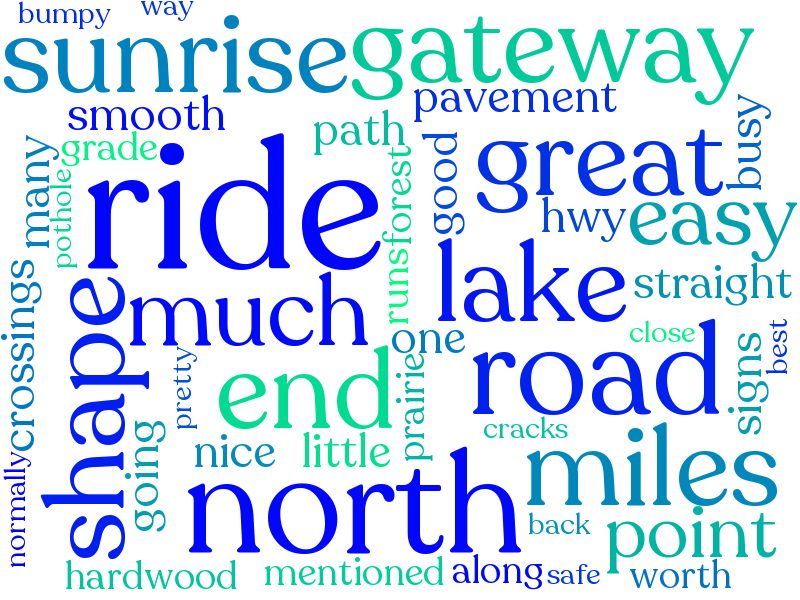 bumpy
way
sunrise
gateway
smooth
pavement
path
grade
many
pothole
ride
runs
forest
good
great
busy
hwy
easy
lake
straight
crossings
shape
much
one
close
best
pretty
end
prairie
road
signs
cracks
going
nice
little
miles
normally
north
back
point
hardwood
mentioned
along
safe
worth